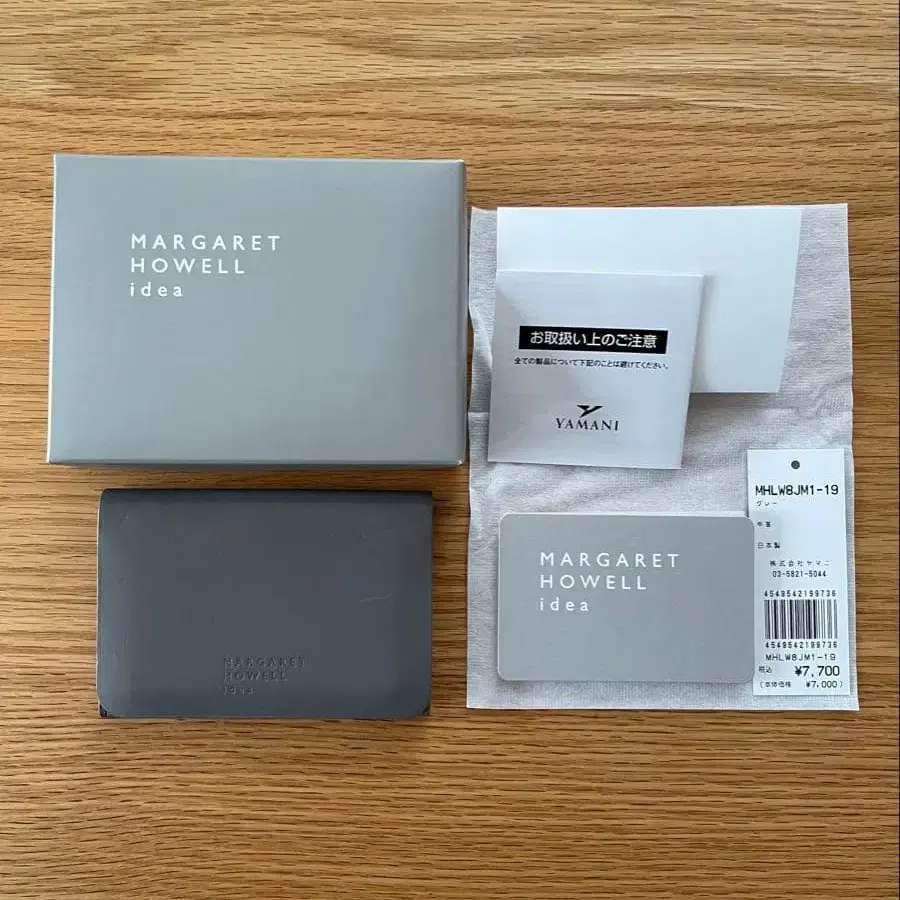 MARGARET
HOWELL
idea
お取扱い上のご注意
全ての製品について下記のことは避けてください。
YAMANI
MHLW8JM1-19
グレー
牛革
日本製
株式会社ヤマニ
03-5821-5044
4549542199736
4549542199736
MHLW8JM1-19
税込 ¥7,700
(本体価格 ¥7,000)
MARGARET
HOWELL
idea
MARGARET
HOWELL
idea